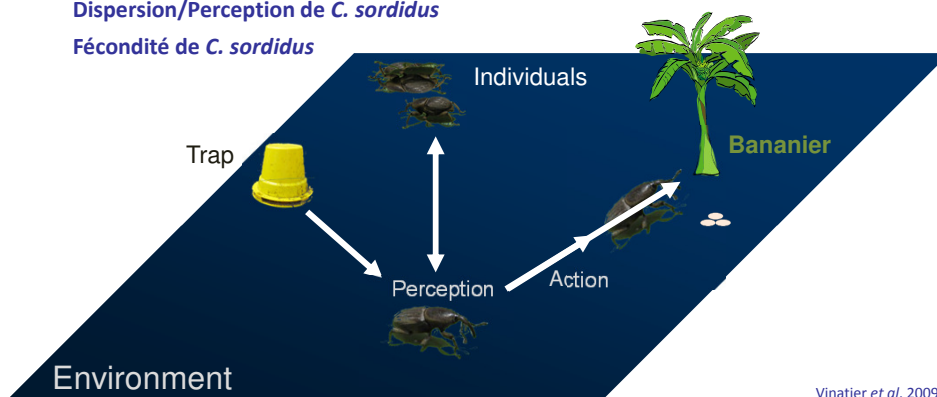 Dispersion/Perception de C. sordidus
Fécondité de C. sordidus
Individuals
Trap
Bananier
Perception
Action
Environment
Vinatier et al, 2009